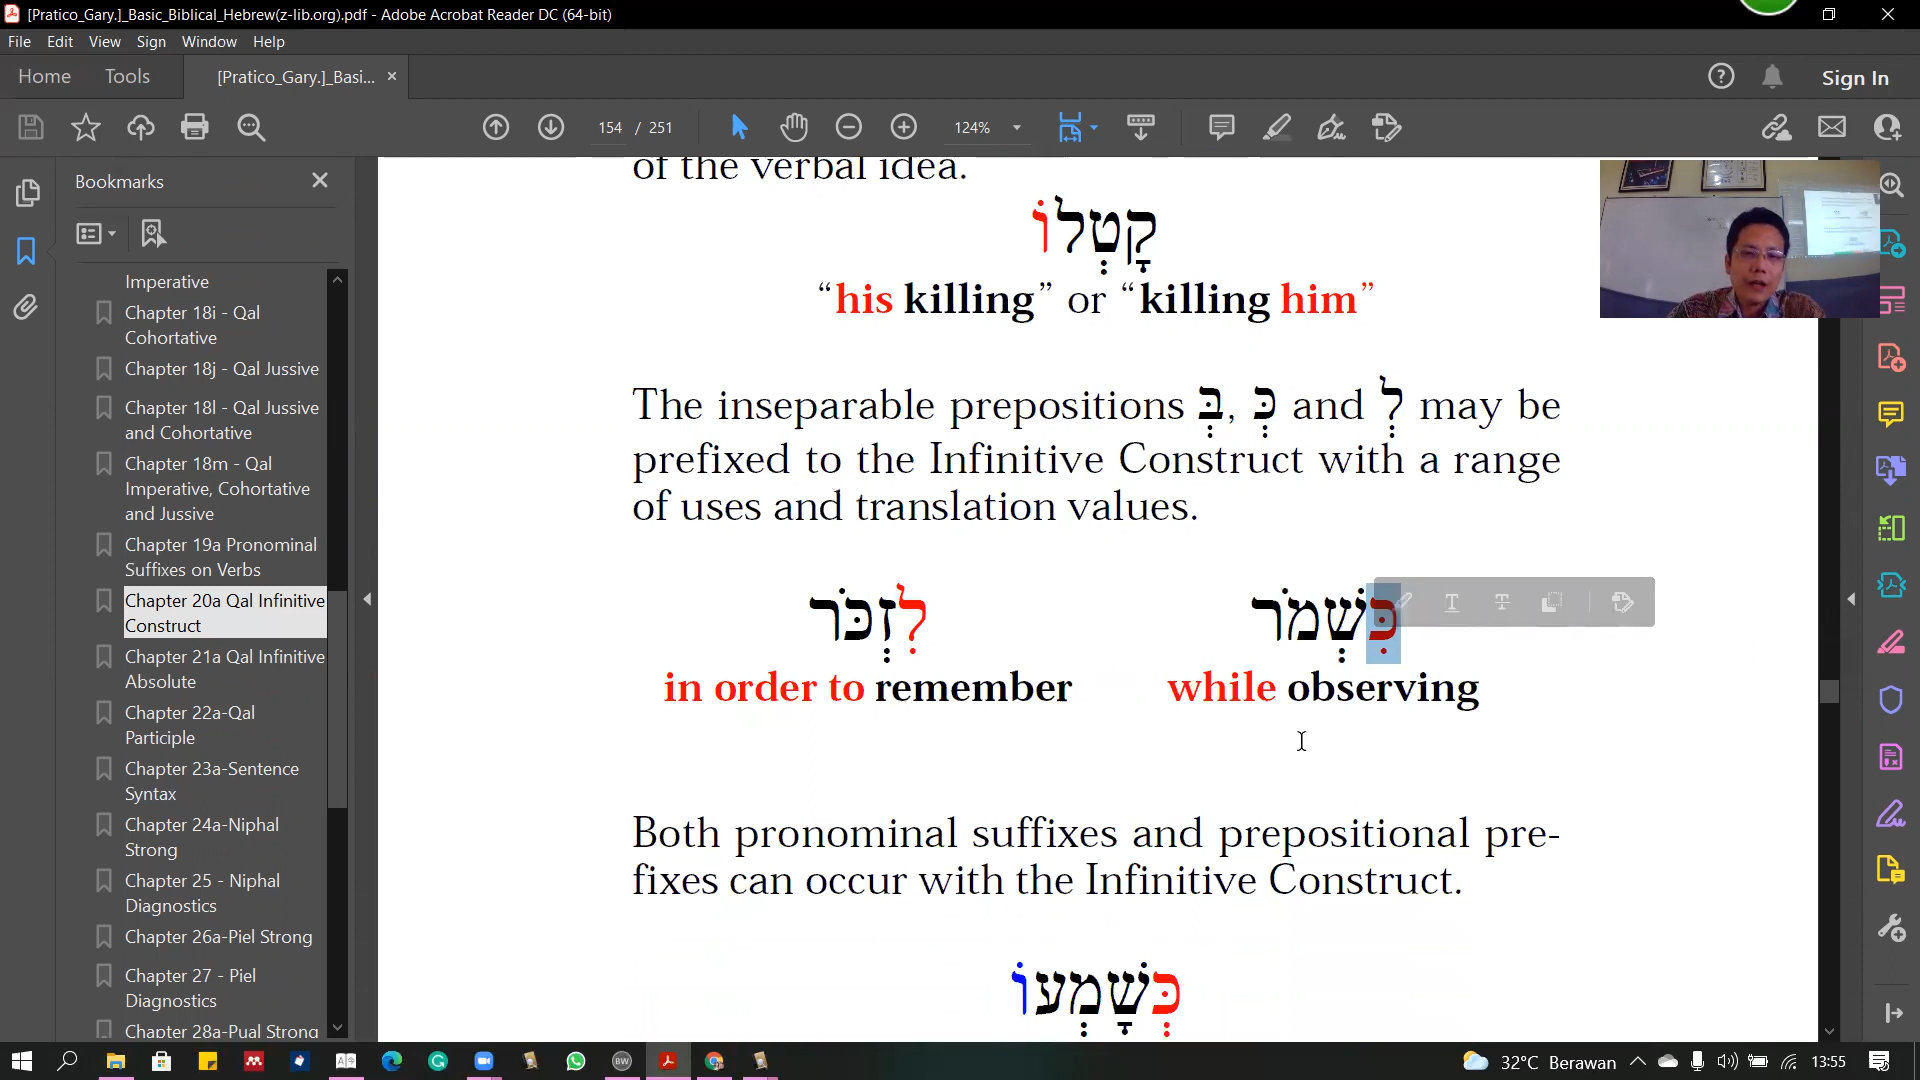 [Pratico_Gary.]_Basic_Biblical_Hebrew(z-lib.org).pdf - Adobe Acrobat Reader DC (64-bit)
File Edit View Sign Window Help
Home Tools [Pratico_Gary.]_Basi... × Sign In
154 / 251 124%
Bookmarks
Imperative
Chapter 18i - Qal
Cohortative
Chapter 18j - Qal Jussive
Chapter 18l - Qal Jussive
and Cohortative
Chapter 18m - Qal
Imperative, Cohortative
and Jussive
Chapter 19a Pronominal
Suffixes on Verbs
Chapter 20a Qal Infinitive
Construct
Chapter 21a Qal Infinitive
Absolute
Chapter 22a-Qal
Participle
Chapter 23a-Sentence
Syntax
Chapter 24a-Niphal
Strong
Chapter 25 - Niphal
Diagnostics
Chapter 26a-Piel Strong
Chapter 27 - Piel
Diagnostics
Chapter 28a-Pual Strong
of the verbal idea.
קָטְלוֹ
“his killing” or “killing him”
The inseparable prepositions בְּ, כְּ and לְ may be
prefixed to the Infinitive Construct with a range
of uses and translation values.
לִזְכֹּר כִּשְׁמֹר
in order to remember while observing
Both pronominal suffixes and prepositional pre-
fixes can occur with the Infinitive Construct.
כְּשָׁמְעוֹ
32°C Berawan 13:55